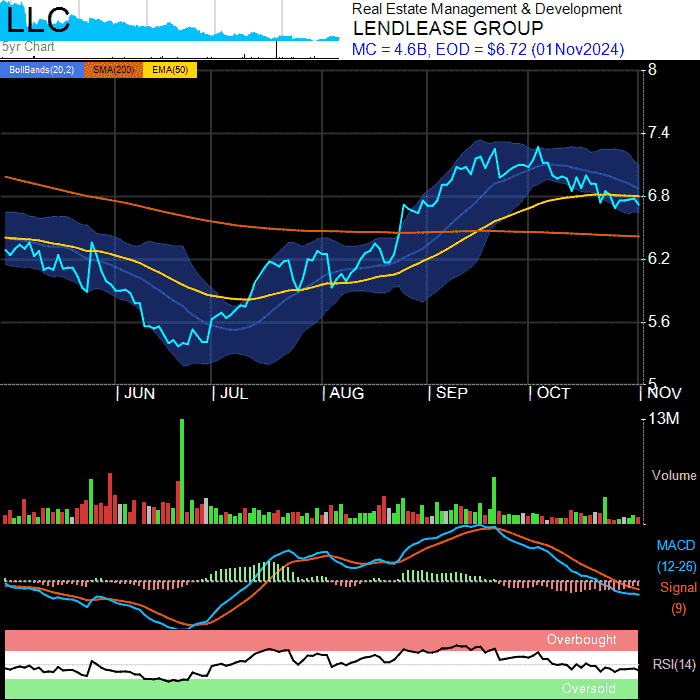 LLC
5yr Chart
Real Estate Management & Development
LENDLEASE GROUP
MC = 4.6B, EOD = $6.72 (01Nov2024)
BollBands(20,2) SMA(200) EMA(50)
8
7.4
6.8
6.2
5.6
5
| JUN | JUL | AUG | SEP | OCT | NOV
13M
Volume
MACD
(12-26)
Signal
(9)
Overbought
RSI(14)
Oversold